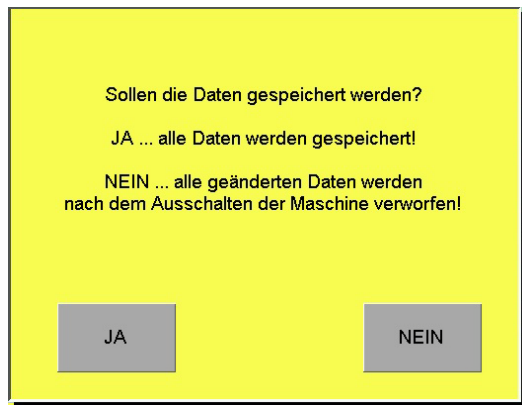 Sollen die Daten gespeichert werden?
JA ... alle Daten werden gespeichert!
NEIN ... alle geänderten Daten werden
nach dem Ausschalten der Maschine verworfen!
JA
NEIN